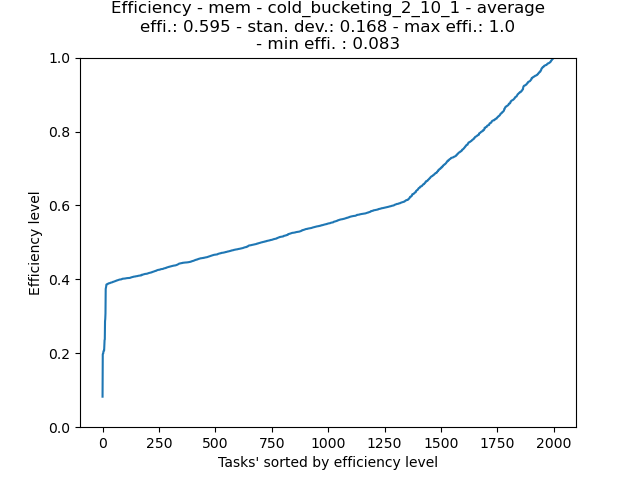 Efficiency - mem - cold_bucketing_2_10_1 - average
effi.: 0.595 - stan. dev.: 0.168 - max effi.: 1.0
- min effi. : 0.083
1.0
0.8
0.6
0.4
0.2
0.0
Efficiency level
0 250 500 750 1000 1250 1500 1750 2000
Tasks' sorted by efficiency level